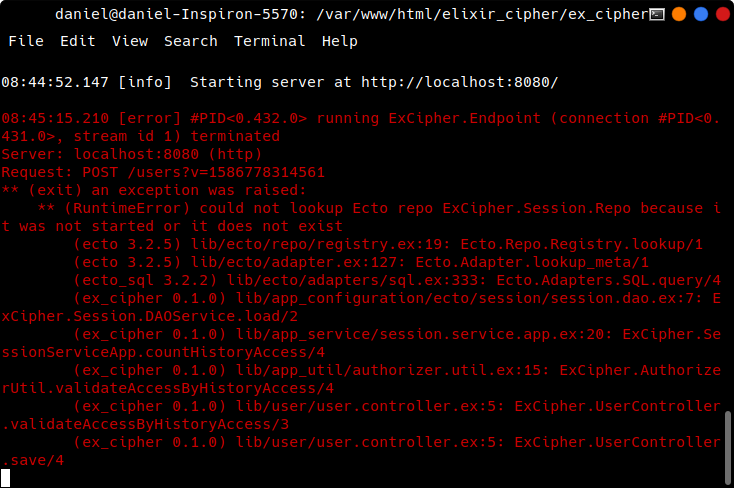 daniel@daniel-Inspiron-5570: /var/www/html/elixir_cipher/ex_cipher
File Edit View Search Terminal Help
08:44:52.147 [info]  Starting server at http://localhost:8080/
08:45:15.210 [error] #PID<0.432.0> running ExCipher.Endpoint (connection #PID<0.
431.0>, stream id 1) terminated
Server: localhost:8080 (http)
Request: POST /users?v=1586778314561
** (exit) an exception was raised:
    ** (RuntimeError) could not lookup Ecto repo ExCipher.Session.Repo because i
t was not started or it does not exist
        (ecto 3.2.5) lib/ecto/repo/registry.ex:19: Ecto.Repo.Registry.lookup/1
        (ecto 3.2.5) lib/ecto/adapter.ex:127: Ecto.Adapter.lookup_meta/1
        (ecto_sql 3.2.2) lib/ecto/adapters/sql.ex:333: Ecto.Adapters.SQL.query/4
        (ex_cipher 0.1.0) lib/app_configuration/ecto/session/session.dao.ex:7: E
xCipher.Session.DAOService.load/2
        (ex_cipher 0.1.0) lib/app_service/session.service.app.ex:20: ExCipher.Se
ssionServiceApp.countHistoryAccess/4
        (ex_cipher 0.1.0) lib/app_util/authorizer.util.ex:15: ExCipher.Authorize
rUtil.validateAccessByHistoryAccess/4
        (ex_cipher 0.1.0) lib/user/user.controller.ex:5: ExCipher.UserController
.validateAccessByHistoryAccess/3
        (ex_cipher 0.1.0) lib/user/user.controller.ex:5: ExCipher.UserController
.save/4